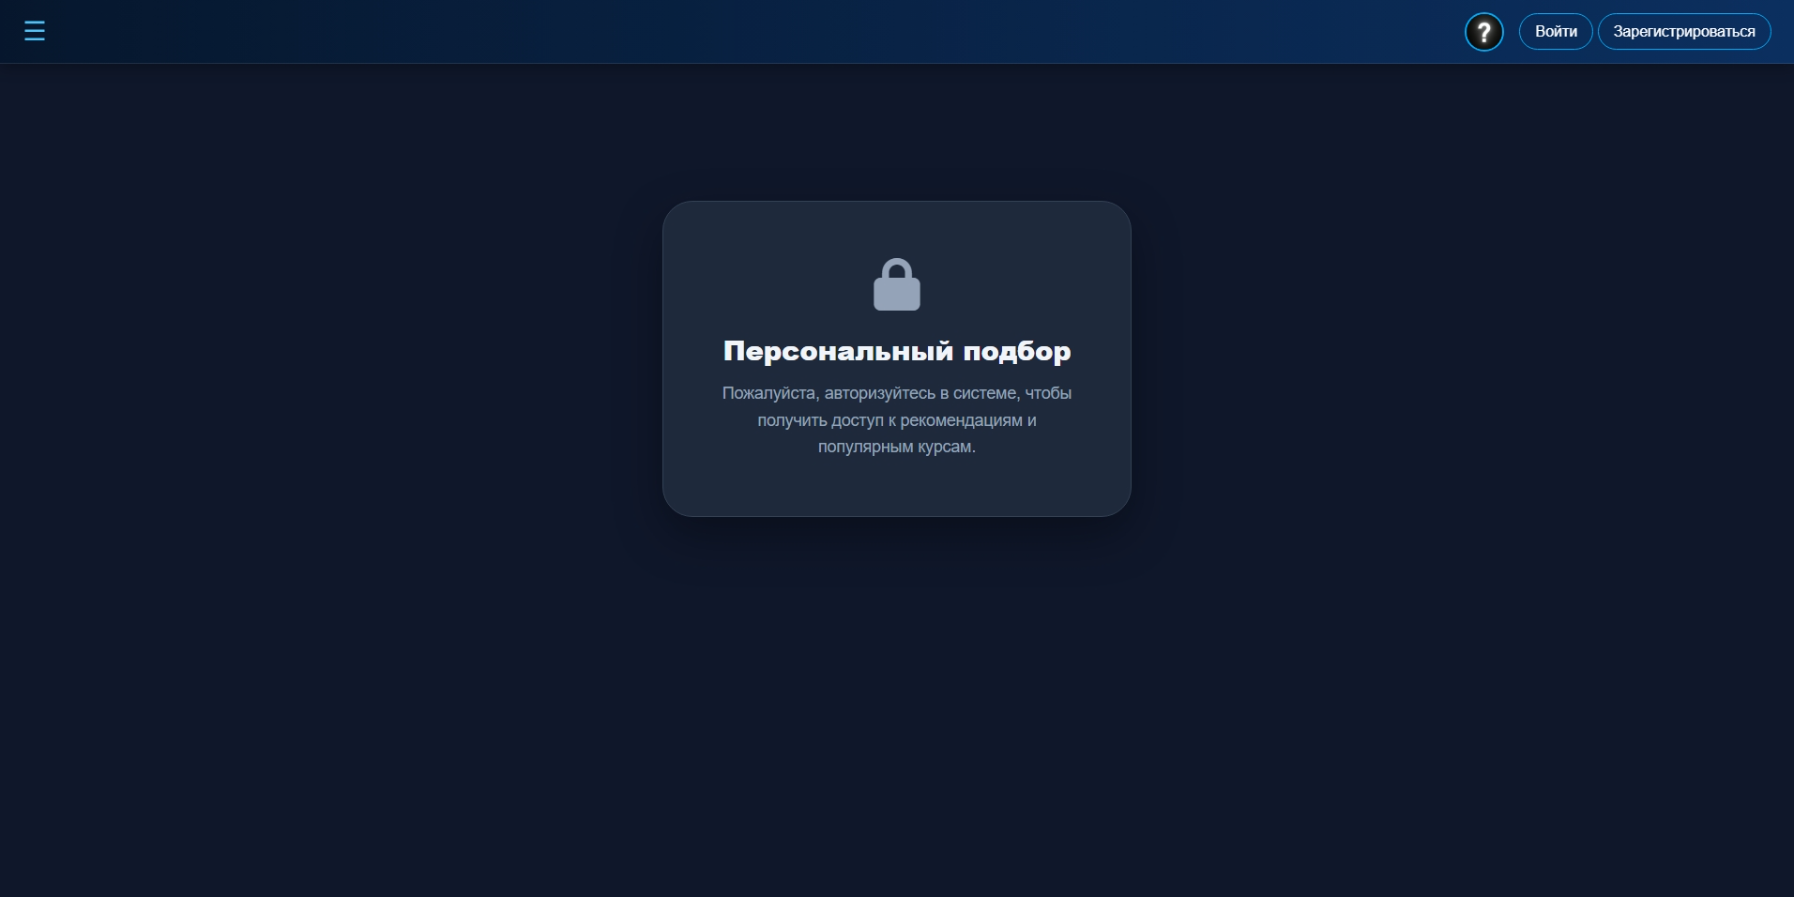 ☰
?
Войти
Зарегистрироваться
Персональный подбор
Пожалуйста, авторизуйтесь в системе, чтобы
получить доступ к рекомендациям и
популярным курсам.